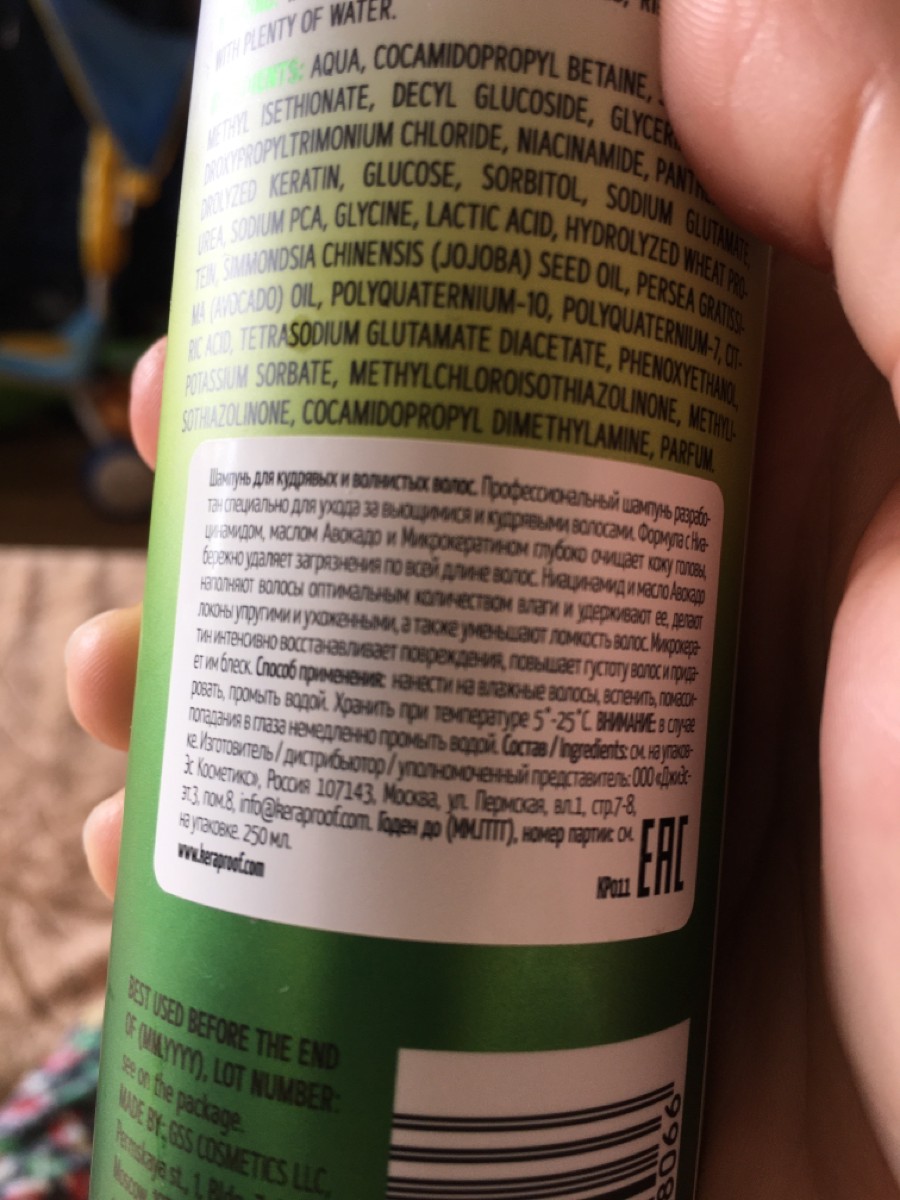 WITH PLENTY OF WATER.
AQUA, COCAMIDOPROPYL BETAINE,
METHYL ISETHIONATE, DECYL GLUCOSIDE,
DROXYPROPYLTRIMONIUM CHLORIDE, NIACINAMIDE,
DROLYZED KERATIN, GLUCOSE, SORBITOL, SODIUM GLUTAMATE,
UREA, SODIUM PCA, GLYCINE, LACTIC ACID, HYDROLYZED WHEAT PRO-
TEIN, SIMMONDSIA CHINENSIS (JOJOBA) SEED OIL, PERSEA GRATISSI-
MA (AVOCADO) OIL, POLYQUATERNIUM-10, POLYQUATERNIUM-7, CIT-
RIC ACID, TETRASODIUM GLUTAMATE DIACETATE, PHENOXYETHANOL,
POTASSIUM SORBATE, METHYLCHLOROISOTHIAZOLINONE, METHYLI-
SOTHIAZOLINONE, COCAMIDOPROPYL DIMETHYLAMINE, PARFUM.
Шампунь для кудрявых и волнистых волос. Профессиональный шампунь разрабо-
тан специально для ухода за вьющимися и кудрявыми волосами. Формула с Ниа-
цинамидом, маслом Авокадо и Микрокератином глубоко очищает кожу головы,
бережно удаляет загрязнения по всей длине волос. Ниацинамид и масло Авокадо
наполняют волосы оптимальным количеством влаги и удерживают ее, делают
локоны упругими и ухоженными, а также уменьшают ломкость волос. Микрокера-
тин интенсивно восстанавливает повреждения, повышает густоту волос и прида-
ет им блеск. Способ применения: нанести на влажные волосы, вспенить, помасси-
ровать, промыть водой. Хранить при температуре 5°-25°C. ВНИМАНИЕ: в случае
попадания в глаза немедленно промыть водой. Состав / Ingredients: см. на упаков-
ке. Изготовитель / дистрибьютор / уполномоченный представитель: ООО «ДжиЭс-
Эс Косметикс», Россия 107143, Москва, ул. Пермская, вл.1, стр.7-8,
эт.3, пом.8, info@keraproof.com. Годен до (ММ.ГГГГ), номер партии: см.
на упаковке. 250 мл.
www.keraproof.com
KP011 EAC
BEST USED BEFORE THE END
OF (MM.YYYY), LOT NUMBER:
see on the package.
MADE BY: GSS COSMETICS LLC,
Permskaya st., 1,